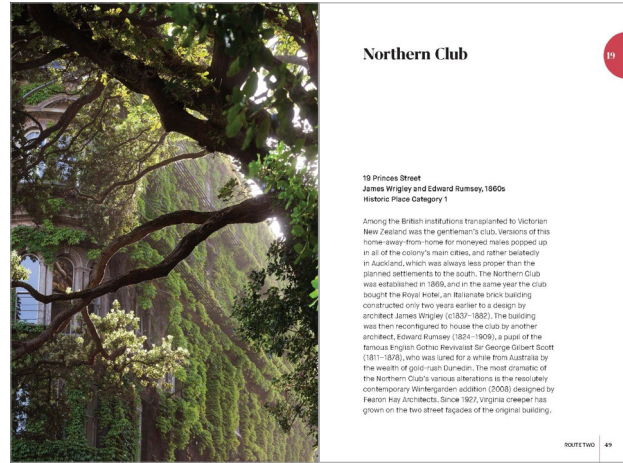 Northern Club
19
19 Princes Street
James Wrigley and Edward Rumsey, 1860s
Historic Place Category 1
Among the British institutions transplanted to Victorian
New Zealand was the gentleman's club. Versions of this
home-away-from-home for moneyed males popped up
in all of the colony's main cities, and rather belatedly
in Auckland, which was always less proper than the
planned settlements to the south. The Northern Club
was established in 1869, and in the same year the club
bought the Royal Hotel, an Italianate brick building
constructed only two years earlier to a design by
architect James Wrigley (c1837–1882). The building
was then reconfigured to house the club by another
architect, Edward Rumsey (1824–1909), a pupil of the
famous English Gothic Revivalist Sir George Gilbert Scott
(1811–1878), who was lured for a while from Australia by
the wealth of gold-rush Dunedin. The most dramatic of
the Northern Club's various alterations is the resolutely
contemporary Wintergarden addition (2008) designed by
Fearon Hay Architects. Since 1927, Virginia creeper has
grown on the two street façades of the original building.
ROUTE TWO 49